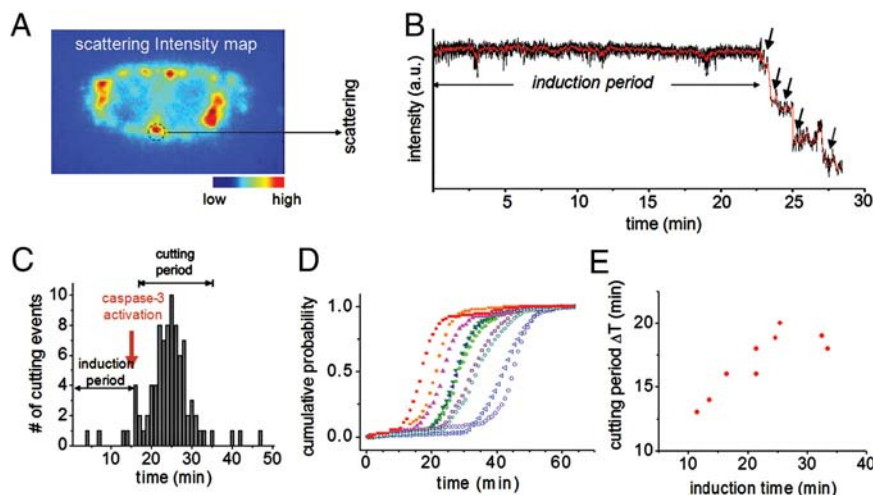 A
scattering Intensity map
scattering
low high
B
intensity (a.u.)
induction period
5 10 15 20 25 30
time (min)
C
cutting
period
caspase-3
activation
induction
period
# of cutting events
10
8
6
4
2
0
10 20 30 40 50
time (min)
D
cumulative probability
1.0
0.5
0.0
0 20 40 60
time (min)
E
cutting period ΔT (min)
20
15
10
10 20 30 40
induction time (min)